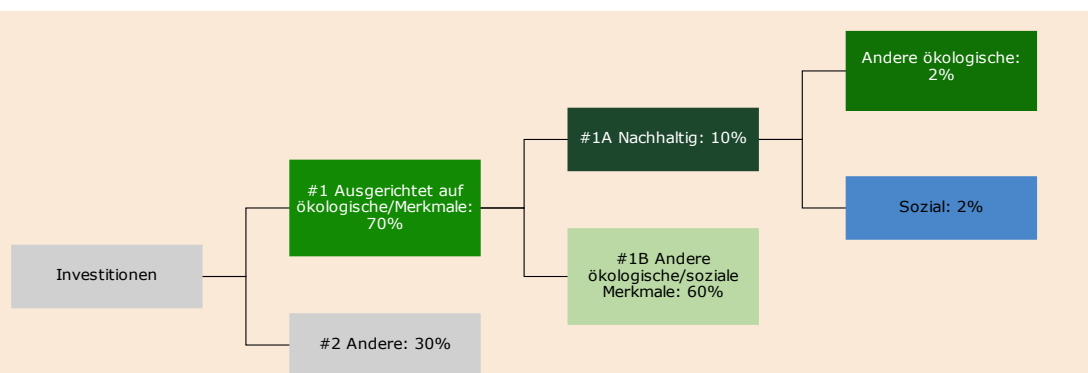 Investitionen
#1 Ausgerichtet auf
ökologische/Merkmale:
70%
#2 Andere: 30%
#1A Nachhaltig: 10%
#1B Andere
ökologische/soziale
Merkmale: 60%
Andere ökologische:
2%
Sozial: 2%